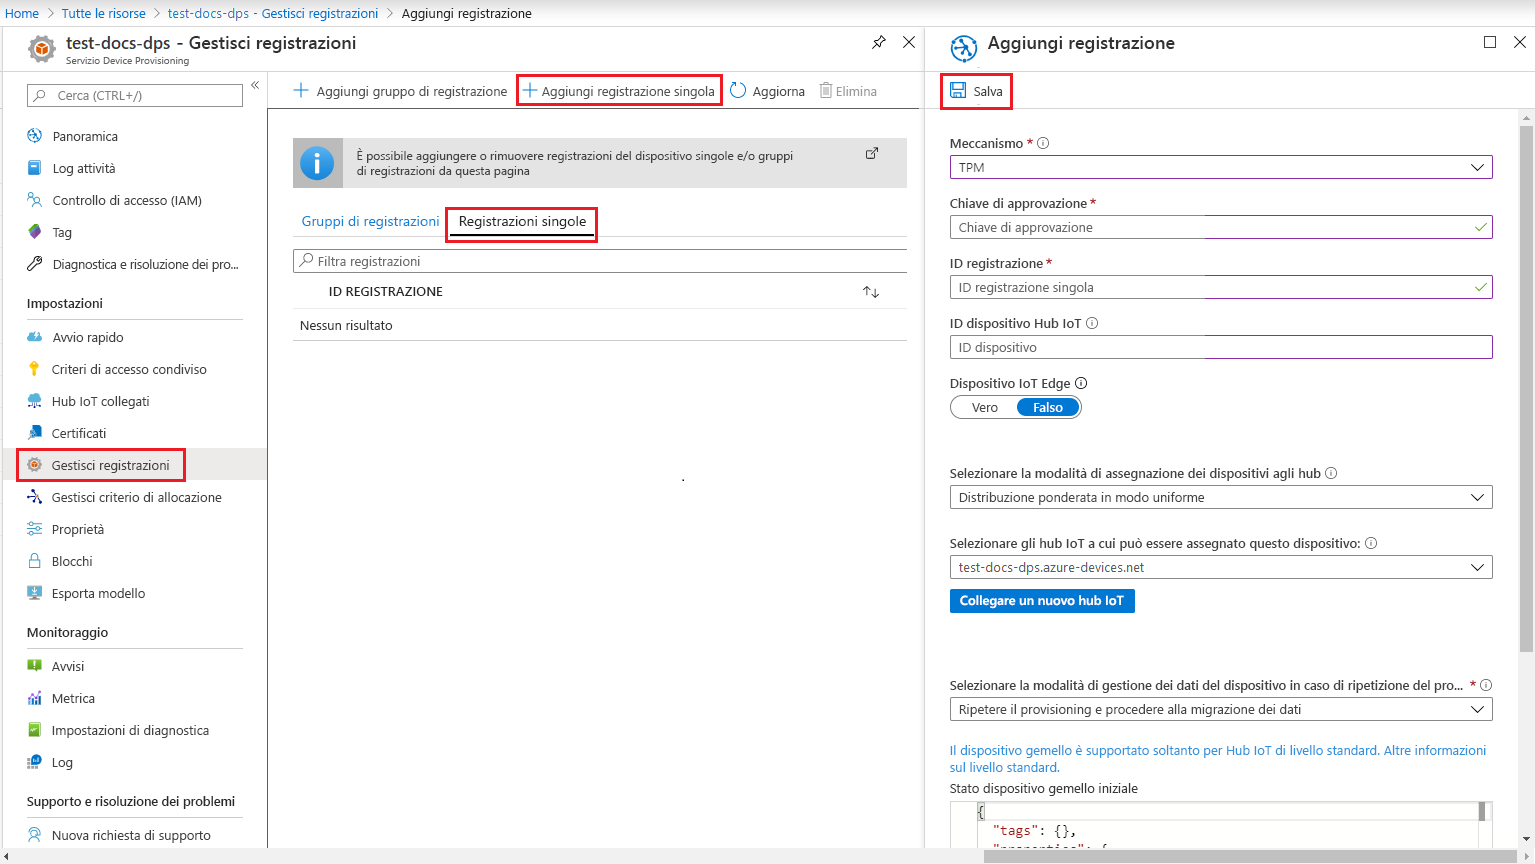 Home > Tutte le risorse > test-docs-dps - Gestisci registrazioni > Aggiungi registrazione
test-docs-dps - Gestisci registrazioni
Servizio Device Provisioning
Cerca (CTRL+/)
Panoramica
Log attività
Controllo di accesso (IAM)
Tag
Diagnostica e risoluzione dei pro...
Impostazioni
Avvio rapido
Criteri di accesso condiviso
Hub IoT collegati
Certificati
Gestisci registrazioni
Gestisci criterio di allocazione
Proprietà
Blocchi
Esporta modello
Monitoraggio
Avvisi
Metrica
Impostazioni di diagnostica
Log
Supporto e risoluzione dei problemi
Nuova richiesta di supporto
Aggiungi gruppo di registrazione
Aggiungi registrazione singola
Aggiorna
Elimina
È possibile aggiungere o rimuovere registrazioni del dispositivo singole e/o gruppi
di registrazioni da questa pagina
Gruppi di registrazioni
Registrazioni singole
Filtra registrazioni
ID REGISTRAZIONE
Nessun risultato
Aggiungi registrazione
Salva
Meccanismo *
TPM
Chiave di approvazione *
Chiave di approvazione
ID registrazione *
ID registrazione singola
ID dispositivo Hub IoT
ID dispositivo
Dispositivo IoT Edge
Vero Falso
Selezionare la modalità di assegnazione dei dispositivi agli hub
Distribuzione ponderata in modo uniforme
Selezionare gli hub IoT a cui può essere assegnato questo dispositivo:
test-docs-dps.azure-devices.net
Collegare un nuovo hub IoT
Selezionare la modalità di gestione dei dati del dispositivo in caso di ripetizione del pro... *
Ripetere il provisioning e procedere alla migrazione dei dati
Il dispositivo gemello è supportato soltanto per Hub IoT di livello standard. Altre informazioni
sul livello standard.
Stato dispositivo gemello iniziale
{
"tags": {},
"properties": {